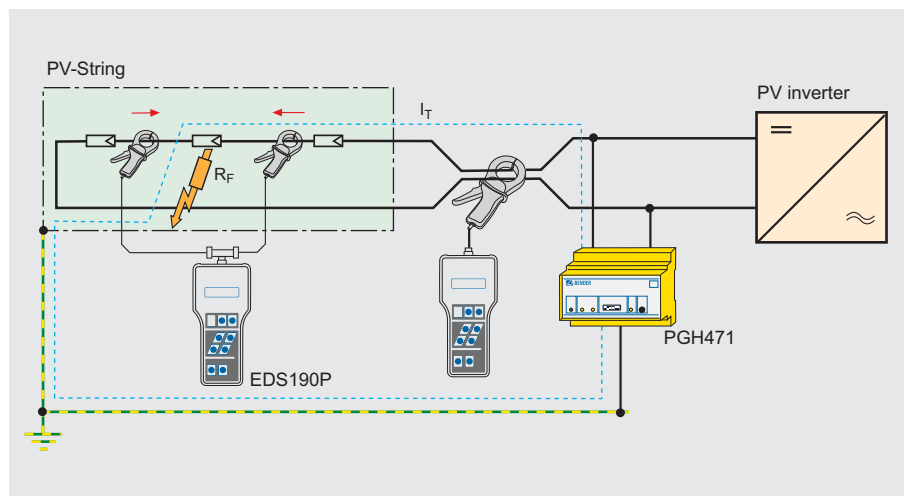 PV-String
PV inverter
I_T
R_F
BENDER
PGH471
EDS190P